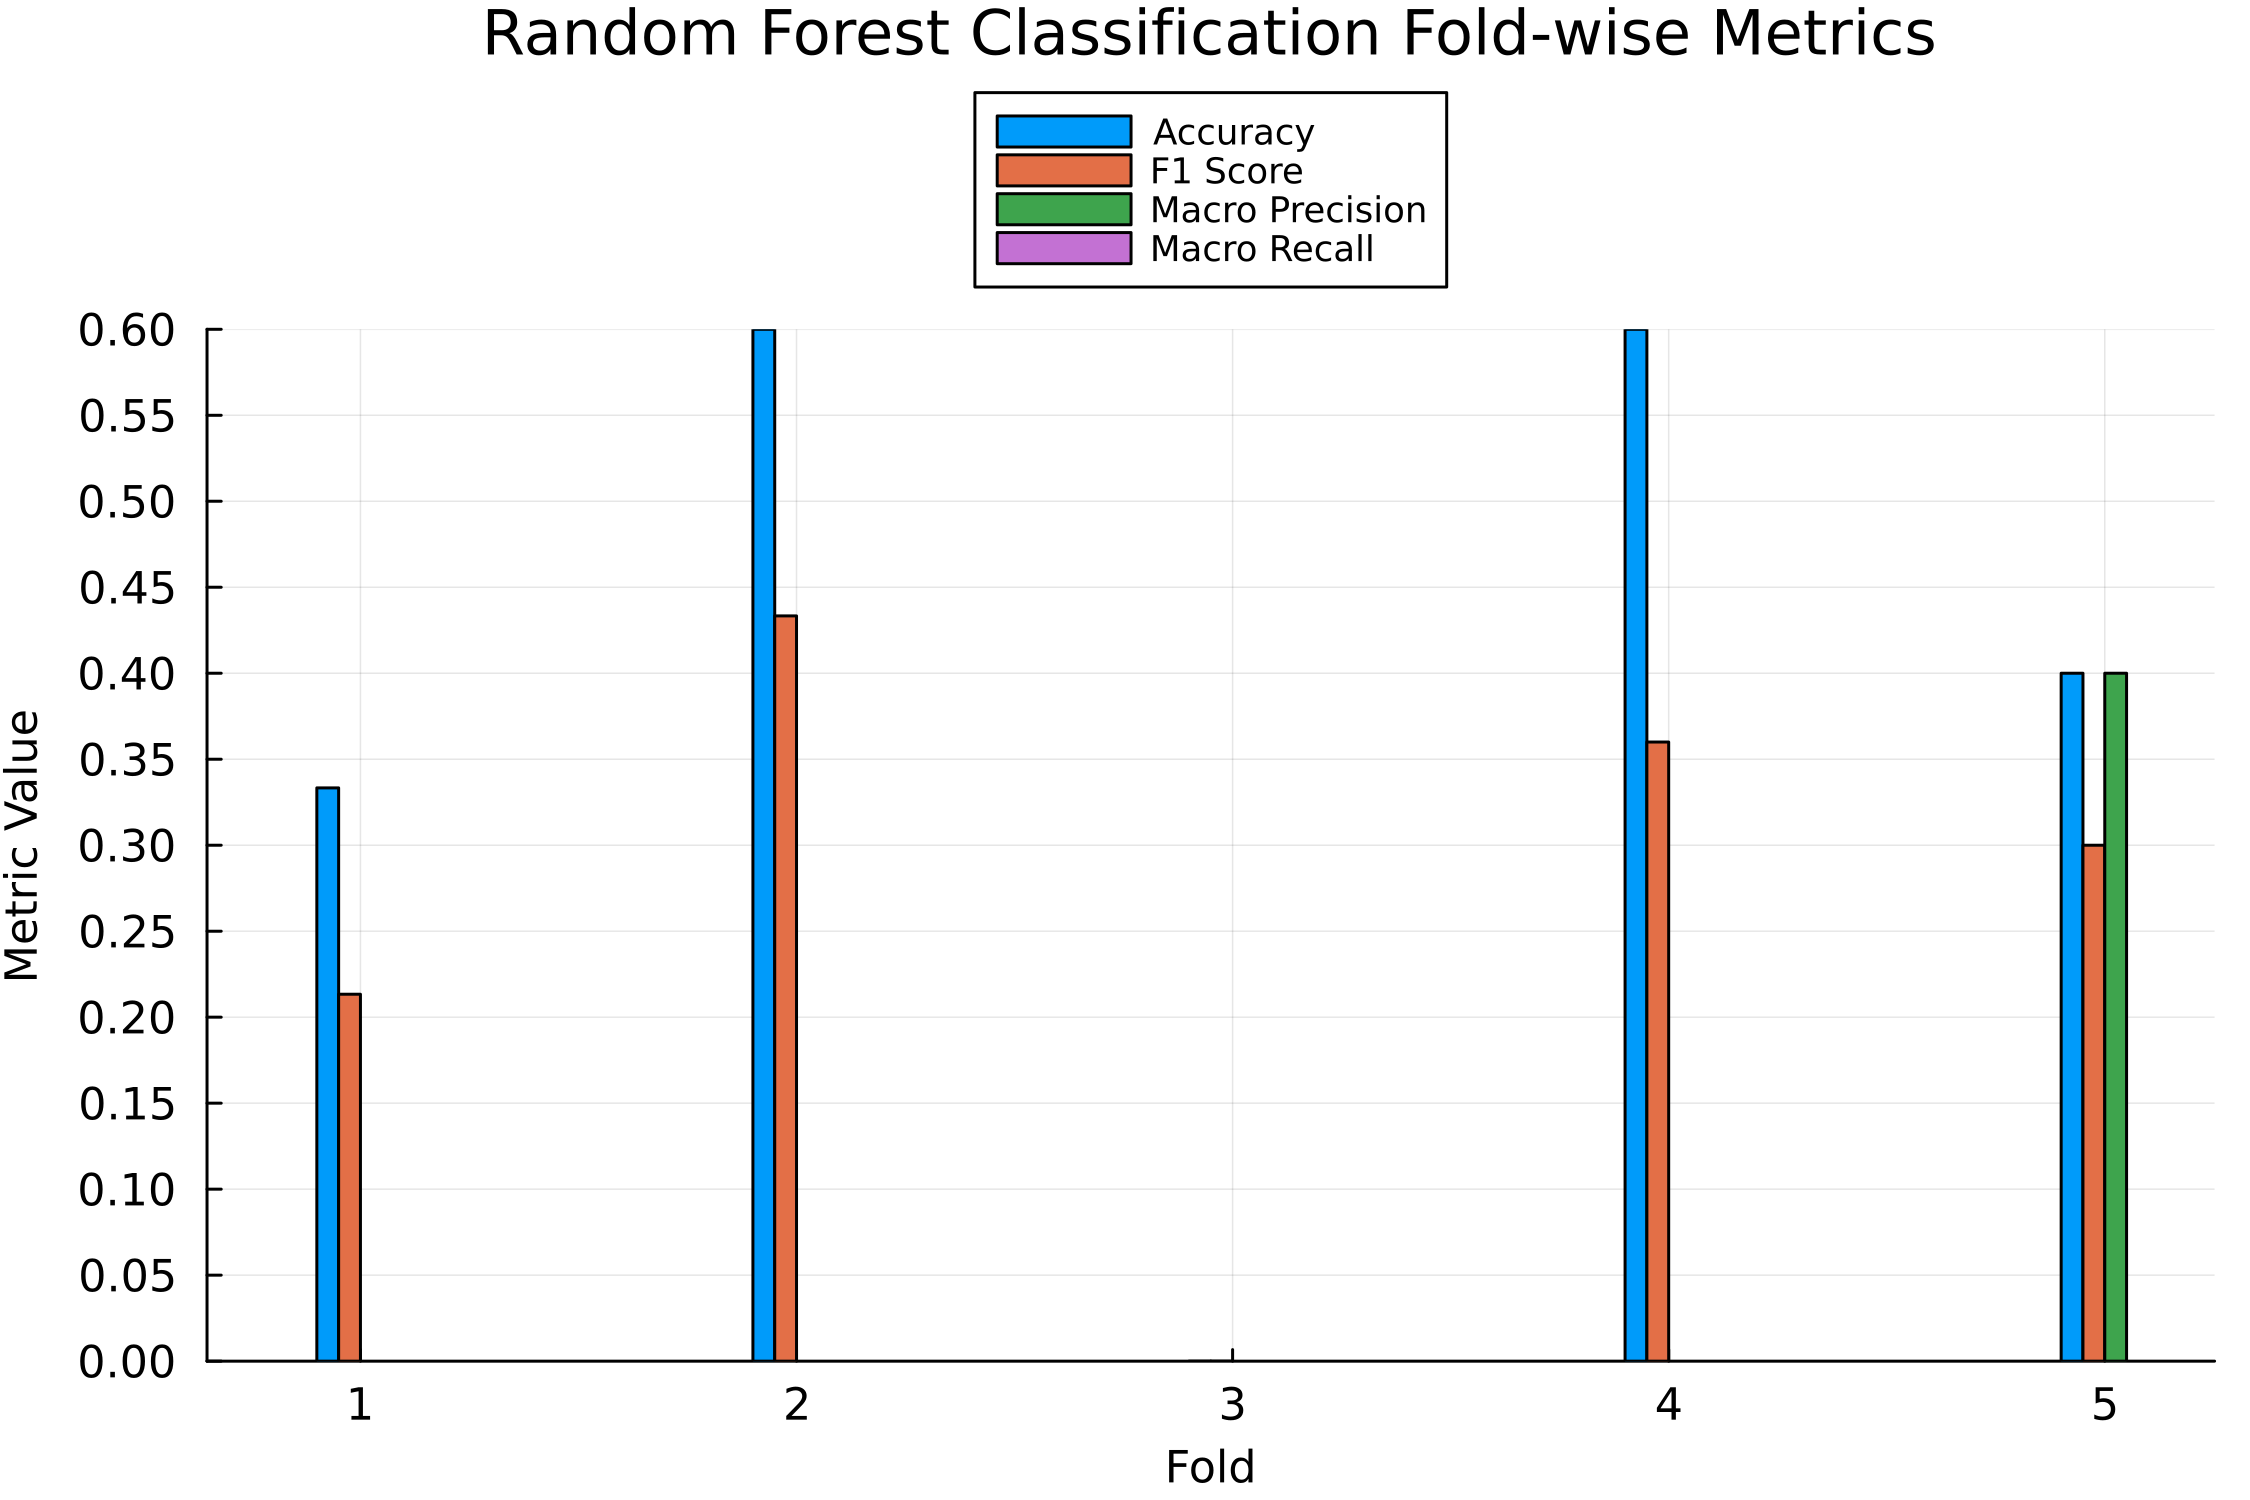 Random Forest Classification Fold-wise Metrics
Accuracy
F1 Score
Macro Precision
Macro Recall
0.60
0.55
0.50
0.45
0.40
0.35
0.30
0.25
0.20
0.15
0.10
0.05
0.00
Metric Value
1 2 3 4 5
Fold